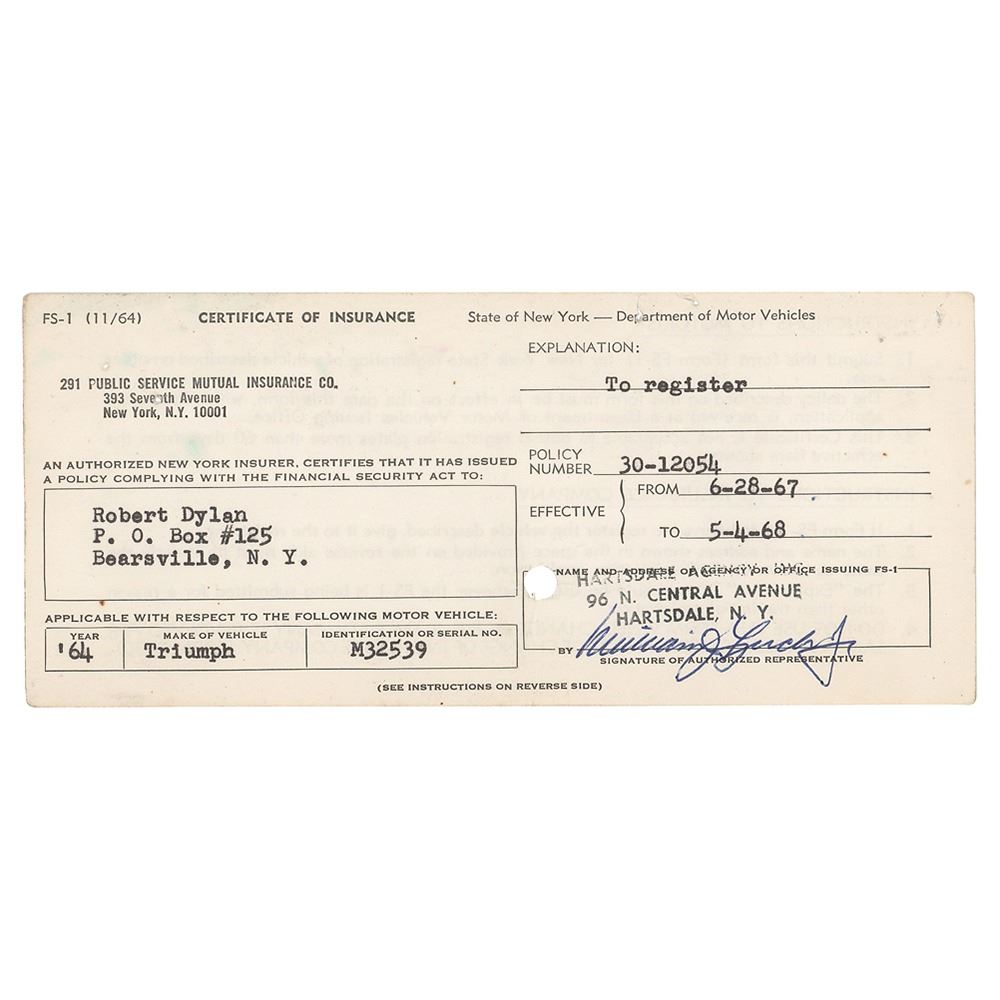 FS-1 (11/64) CERTIFICATE OF INSURANCE State of New York — Department of Motor Vehicles
EXPLANATION:
To register
291 PUBLIC SERVICE MUTUAL INSURANCE CO.
393 Seventh Avenue
New York, N.Y. 10001
AN AUTHORIZED NEW YORK INSURER, CERTIFIES THAT IT HAS ISSUED
A POLICY COMPLYING WITH THE FINANCIAL SECURITY ACT TO:
Robert Dylan
P. O. Box #125
Bearsville, N. Y.
POLICY
NUMBER 30-12054
EFFECTIVE
FROM 6-28-67
TO 5-4-68
NAME AND ADDRESS OF AGENCY OR OFFICE ISSUING FS-1
HARTSDALE AGENCY
96 N. CENTRAL AVENUE
HARTSDALE, N. Y.
BY
SIGNATURE OF AUTHORIZED REPRESENTATIVE
APPLICABLE WITH RESPECT TO THE FOLLOWING MOTOR VEHICLE:
YEAR MAKE OF VEHICLE IDENTIFICATION OR SERIAL NO.
'64 Triumph M32539
(SEE INSTRUCTIONS ON REVERSE SIDE)